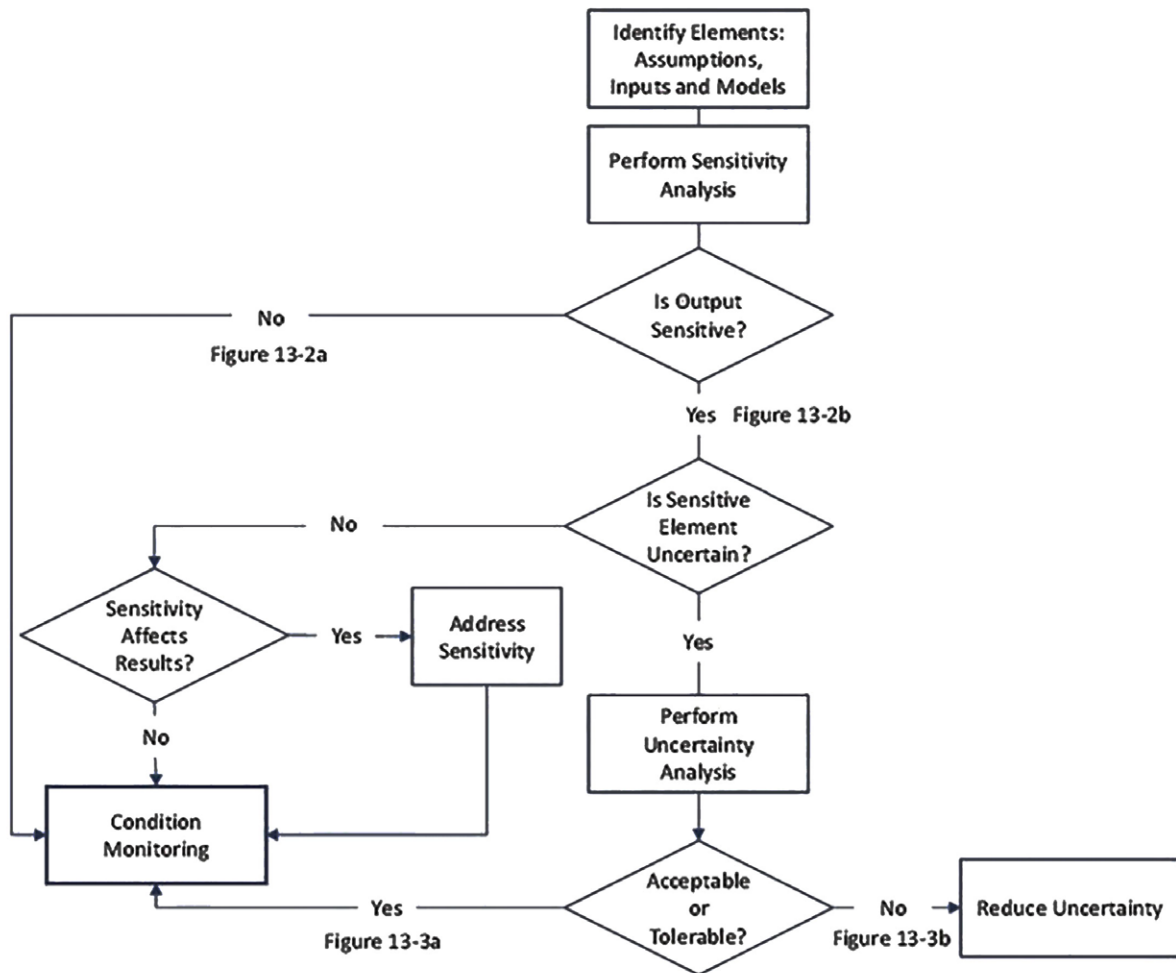 Identify Elements:
Assumptions,
Inputs and Models
Perform Sensitivity
Analysis
Is Output
Sensitive?
No
Figure 13-2a
Yes Figure 13-2b
Is Sensitive
Element
Uncertain?
No
Sensitivity
Affects
Results?
Yes
Address
Sensitivity
Yes
No
Perform
Uncertainty
Analysis
Condition
Monitoring
Acceptable
or
Tolerable?
Yes
Figure 13-3a
No
Figure 13-3b
Reduce Uncertainty